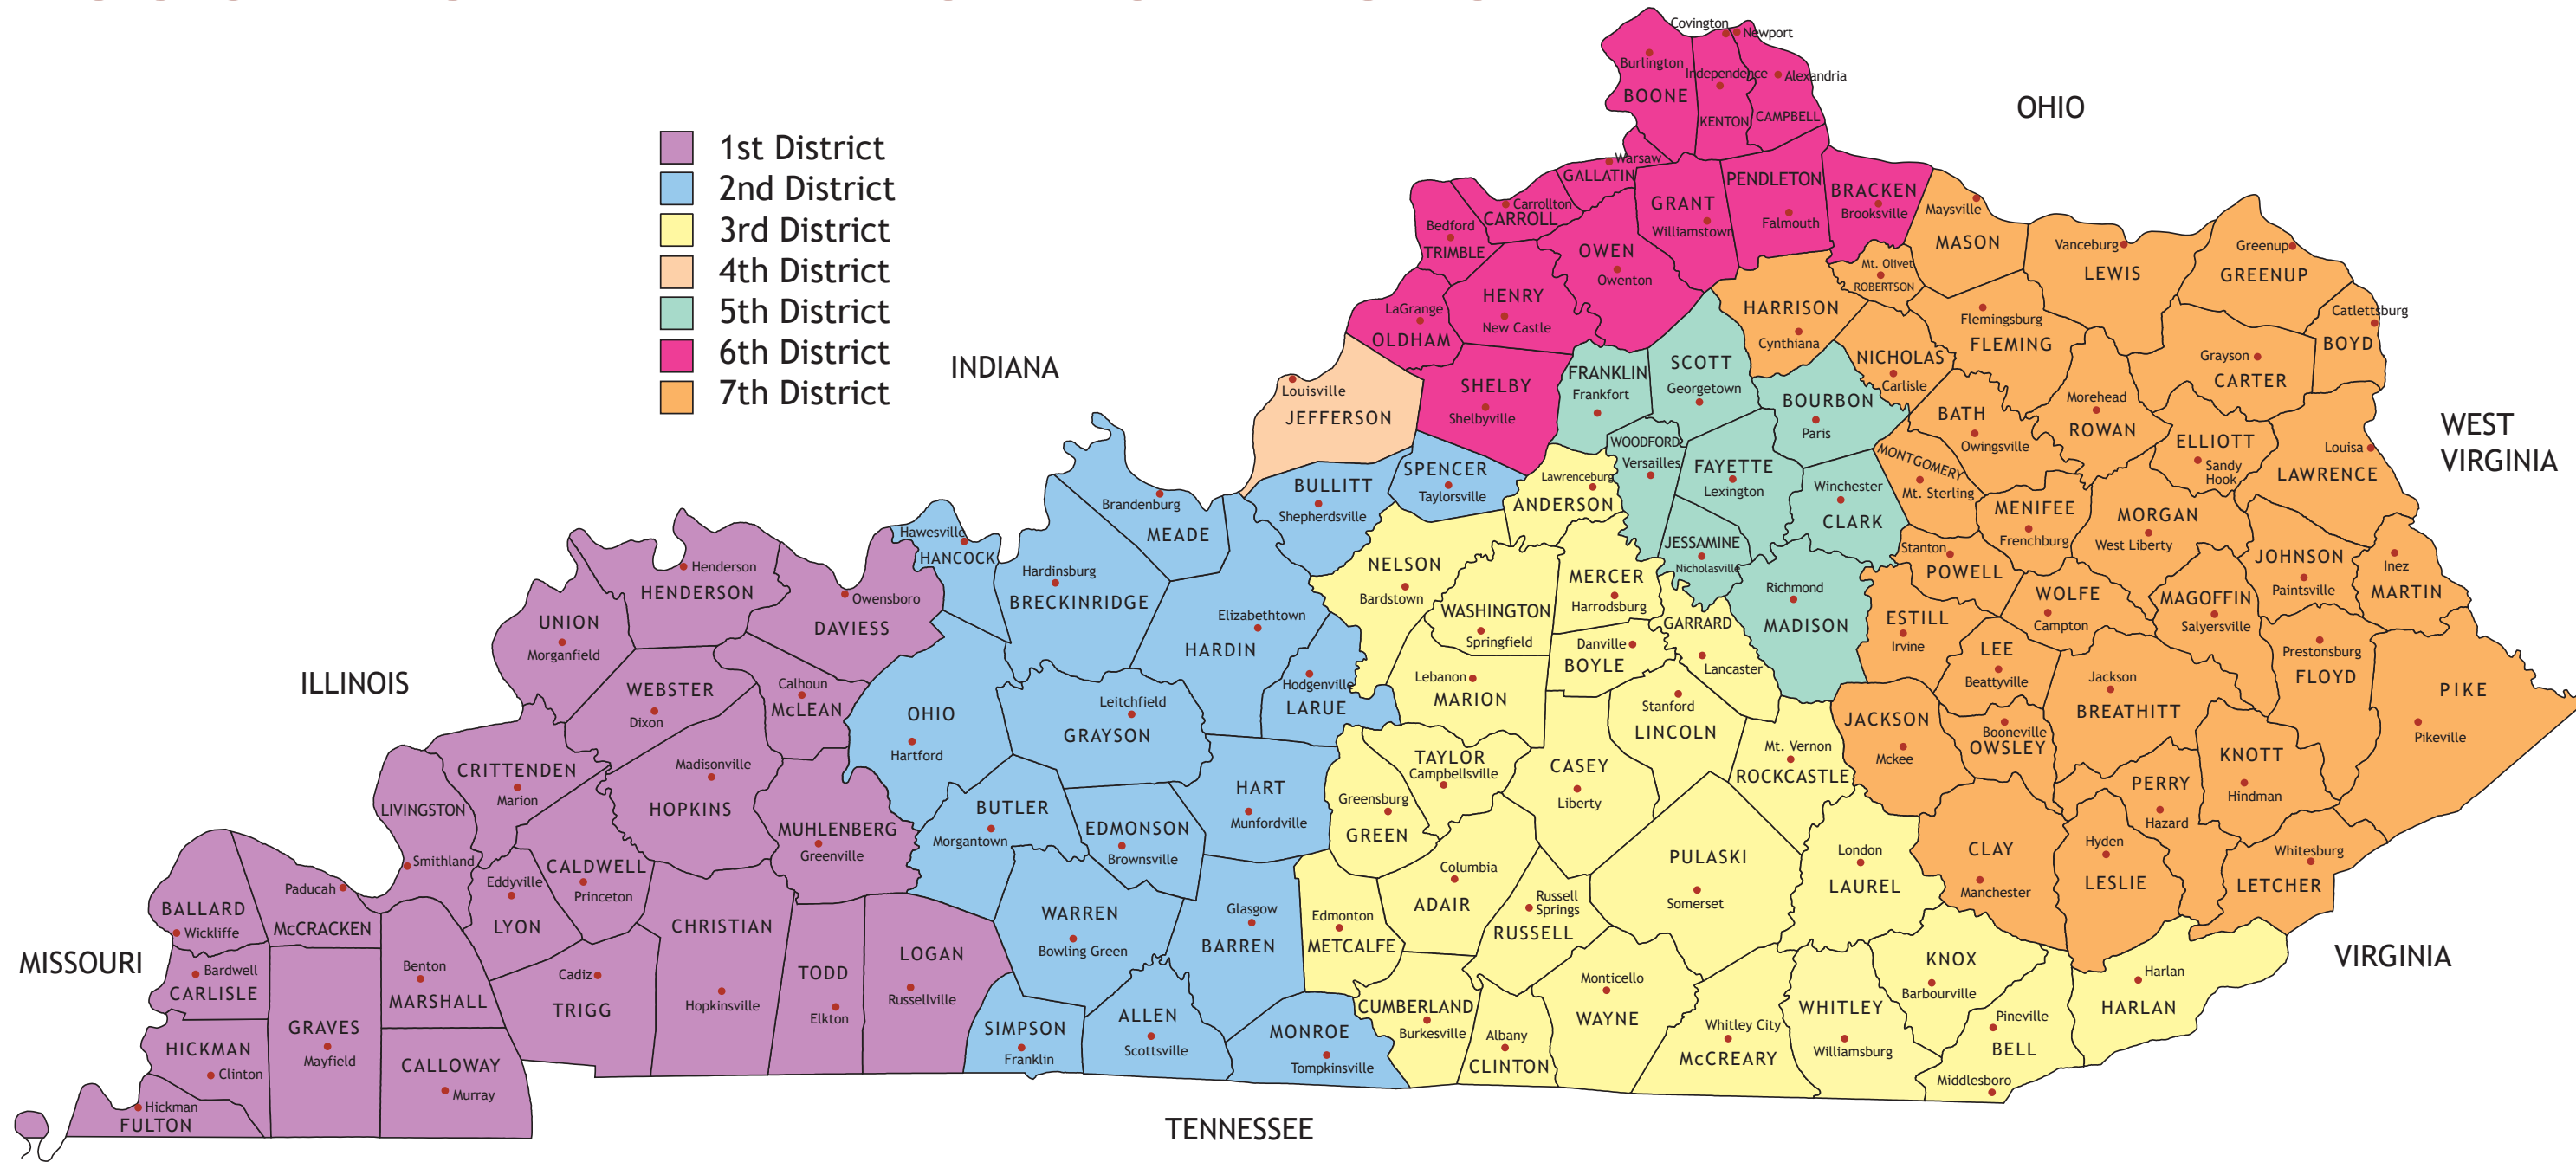 1st District
2nd District
3rd District
4th District
5th District
6th District
7th District
OHIO
INDIANA
WEST
VIRGINIA
ILLINOIS
MISSOURI
VIRGINIA
TENNESSEE
Covington
Newport
Burlington
Independence
Alexandria
BOONE
KENTON
CAMPBELL
Warsaw
GALLATIN
PENDLETON
Falmouth
BRACKEN
Brooksville
GRANT
Williamstown
Carrollton
CARROLL
Bedford
TRIMBLE
OWEN
Owenton
HENRY
New Castle
LaGrange
OLDHAM
SHELBY
Shelbyville
Louisville
JEFFERSON
Maysville
MASON
Vanceburg
LEWIS
Greenup
GREENUP
Mt. Olivet
ROBERTSON
HARRISON
Cynthiana
Flemingsburg
FLEMING
NICHOLAS
Carlisle
Catlettsburg
BOYD
Grayson
CARTER
Morehead
ROWAN
BATH
Owingsville
ELLIOTT
Sandy
Hook
Louisa
LAWRENCE
MONTGOMERY
Mt. Sterling
MENIFEE
Frenchburg
MORGAN
West Liberty
JOHNSON
Paintsville
Inez
MARTIN
Stanton
POWELL
WOLFE
Campton
MAGOFFIN
Salyersville
ESTILL
Irvine
LEE
Beattyville
Prestonsburg
FLOYD
PIKE
Pikeville
Jackson
BREATHITT
JACKSON
Mckee
Booneville
OWSLEY
KNOTT
Hindman
PERRY
Hazard
CLAY
Manchester
Hyden
LESLIE
Whitesburg
LETCHER
FRANKLIN
Frankfort
SCOTT
Georgetown
BOURBON
Paris
WOODFORD
Versailles
FAYETTE
Lexington
Winchester
CLARK
JESSAMINE
Nicholasville
Richmond
MADISON
Lawrenceburg
ANDERSON
NELSON
Bardstown
WASHINGTON
Springfield
MERCER
Harrodsburg
GARRARD
Lancaster
Danville
BOYLE
Lebanon
MARION
Stanford
LINCOLN
Mt. Vernon
ROCKCASTLE
TAYLOR
Campbellsville
CASEY
Liberty
Greensburg
GREEN
PULASKI
Somerset
London
LAUREL
Columbia
ADAIR
Russell
Springs
RUSSELL
Edmonton
METCALFE
CUMBERLAND
Burkesville
Albany
CLINTON
Monticello
WAYNE
Whitley City
McCREARY
WHITLEY
Williamsburg
KNOX
Barbourville
Pineville
BELL
Middlesboro
Harlan
HARLAN
SPENCER
Taylorsville
BULLITT
Shepherdsville
Brandenburg
MEADE
Hawesville
HANCOCK
Hardinsburg
BRECKINRIDGE
Elizabethtown
HARDIN
Hodgenville
LARUE
OHIO
Hartford
Leitchfield
GRAYSON
BUTLER
Morgantown
EDMONSON
Brownsville
HART
Munfordville
WARREN
Bowling Green
Glasgow
BARREN
SIMPSON
Franklin
ALLEN
Scottsville
MONROE
Tompkinsville
Henderson
HENDERSON
Owensboro
DAVIESS
UNION
Morganfield
WEBSTER
Dixon
Calhoun
McLEAN
CRITTENDEN
Marion
Madisonville
HOPKINS
LIVINGSTON
Smithland
MUHLENBERG
Greenville
CALDWELL
Princeton
Eddyville
LYON
Paducah
McCRACKEN
BALLARD
Wickliffe
Bardwell
CARLISLE
Benton
MARSHALL
Cadiz
TRIGG
CHRISTIAN
Hopkinsville
TODD
Elkton
LOGAN
Russellville
GRAVES
Mayfield
HICKMAN
Clinton
CALLOWAY
Murray
Hickman
FULTON